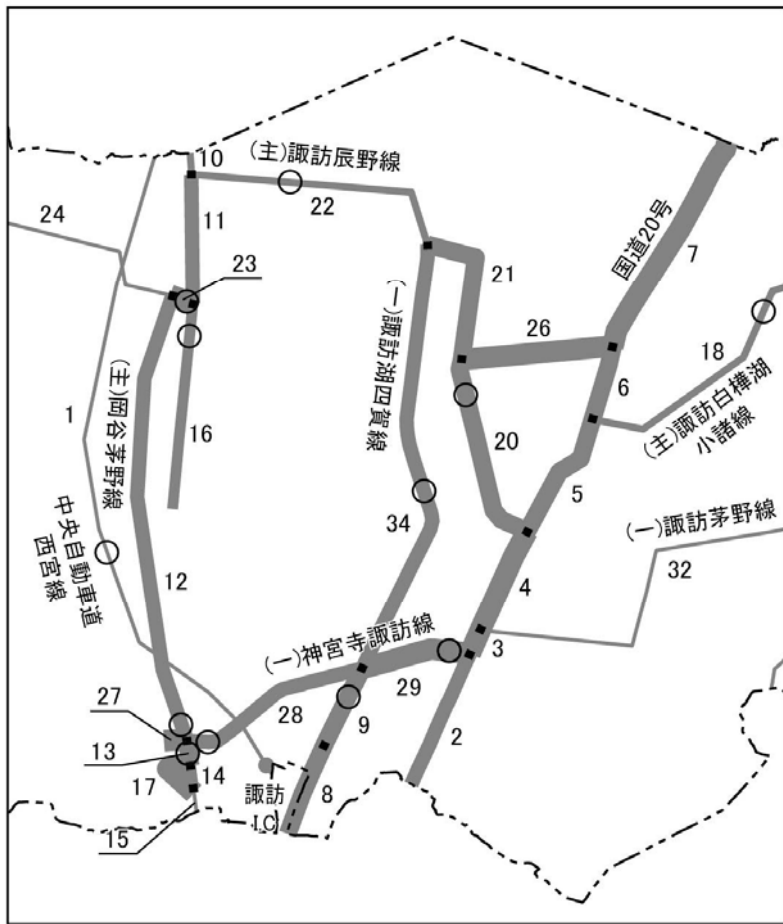 10
(主)諏訪辰野線
22
24
11
国道20号
7
23
21
26
(一)諏訪湖四賀線
18
(主)岡谷茅野線
6
(主)諏訪白樺湖
小諸線
1
16
20
5
中央自動車道
西宮線
34
(一)諏訪茅野線
32
12
4
(一)神宮寺諏訪線
3
29
27
28
9
2
13
17
14
諏訪
I.C
8
15